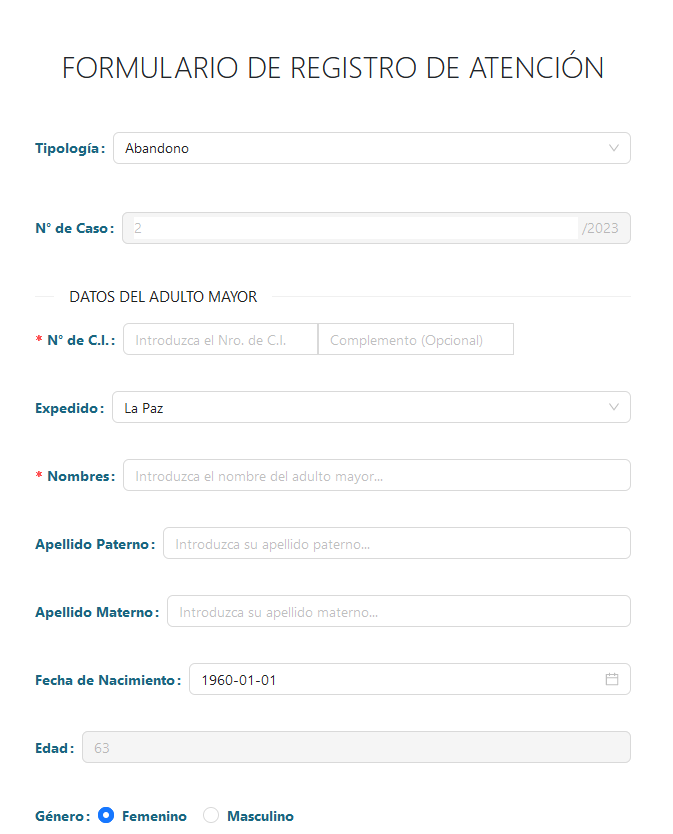 FORMULARIO DE REGISTRO DE ATENCIÓN
Tipología: Abandono
N° de Caso: 2 /2023
DATOS DEL ADULTO MAYOR
* N° de C.I.: Introduzca el Nro. de C.I. Complemento (Opcional)
Expedido: La Paz
* Nombres: Introduzca el nombre del adulto mayor...
Apellido Paterno: Introduzca su apellido paterno...
Apellido Materno: Introduzca su apellido materno...
Fecha de Nacimiento: 1960-01-01
Edad: 63
Género: Femenino Masculino